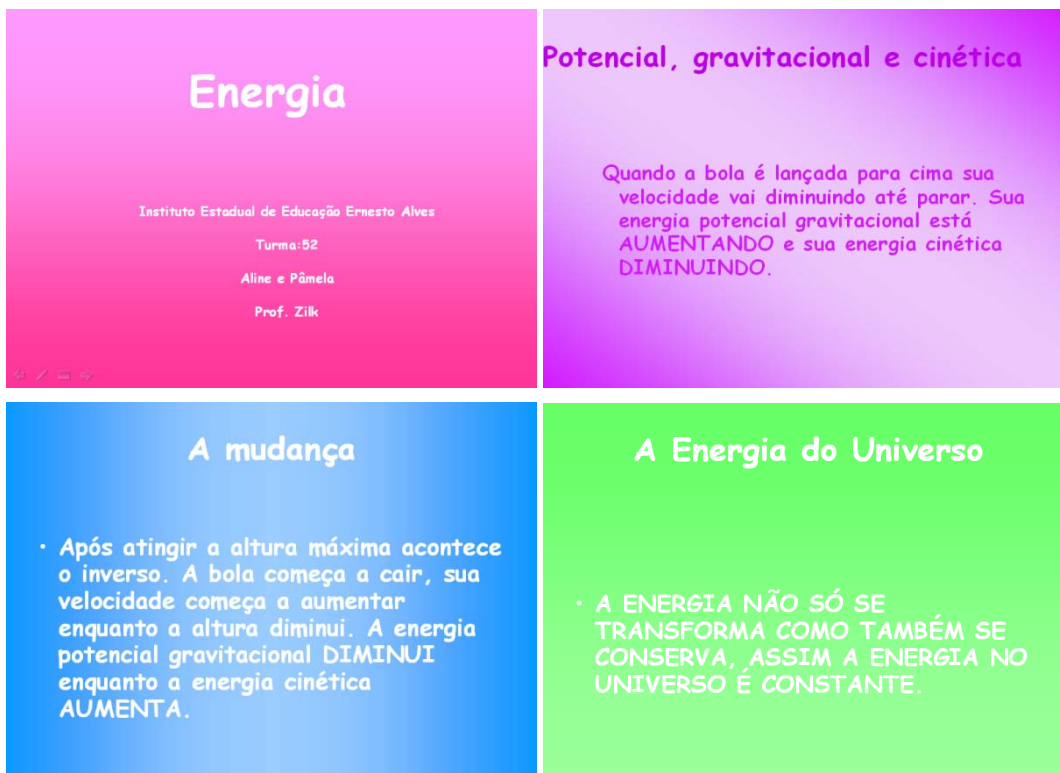 Energia
Instituto Estadual de Educação Ernesto Alves
Turma:52
Aline e Pâmela
Prof. Zilk
Potencial, gravitacional e cinética
Quando a bola é lançada para cima sua
velocidade vai diminuindo até parar. Sua
energia potencial gravitacional está
AUMENTANDO e sua energia cinética
DIMINUINDO.
A mudança
• Após atingir a altura máxima acontece
o inverso. A bola começa a cair, sua
velocidade começa a aumentar
enquanto a altura diminui. A energia
potencial gravitacional DIMINUI
enquanto a energia cinética
AUMENTA.
A Energia do Universo
• A ENERGIA NÃO SÓ SE
TRANSFORMA COMO TAMBÉM SE
CONSERVA, ASSIM A ENERGIA NO
UNIVERSO É CONSTANTE.